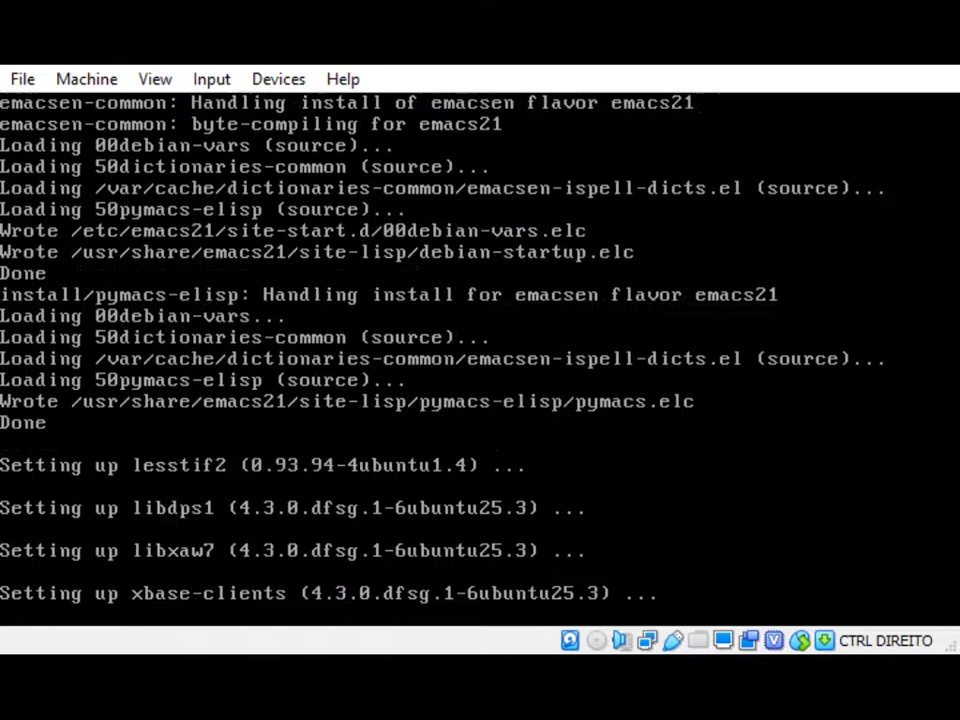 File Machine View Input Devices Help
emacsen-common: Handling install of emacsen flavor emacs21
emacsen-common: byte-compiling for emacs21
Loading 00debian-vars (source)...
Loading 50dictionaries-common (source)...
Loading /var/cache/dictionaries-common/emacsen-ispell-dicts.el (source)...
Loading 50pymacs-elisp (source)...
Wrote /etc/emacs21/site-start.d/00debian-vars.elc
Wrote /usr/share/emacs21/site-lisp/debian-startup.elc
Done
install/pymacs-elisp: Handling install for emacsen flavor emacs21
Loading 00debian-vars...
Loading 50dictionaries-common (source)...
Loading /var/cache/dictionaries-common/emacsen-ispell-dicts.el (source)...
Loading 50pymacs-elisp (source)...
Wrote /usr/share/emacs21/site-lisp/pymacs-elisp/pymacs.elc
Done
Setting up lesstif2 (0.93.94-4ubuntu1.4) ...
Setting up libdps1 (4.3.0.dfsg.1-6ubuntu25.3) ...
Setting up libxaw7 (4.3.0.dfsg.1-6ubuntu25.3) ...
Setting up xbase-clients (4.3.0.dfsg.1-6ubuntu25.3) ...
CTRL DIREITO